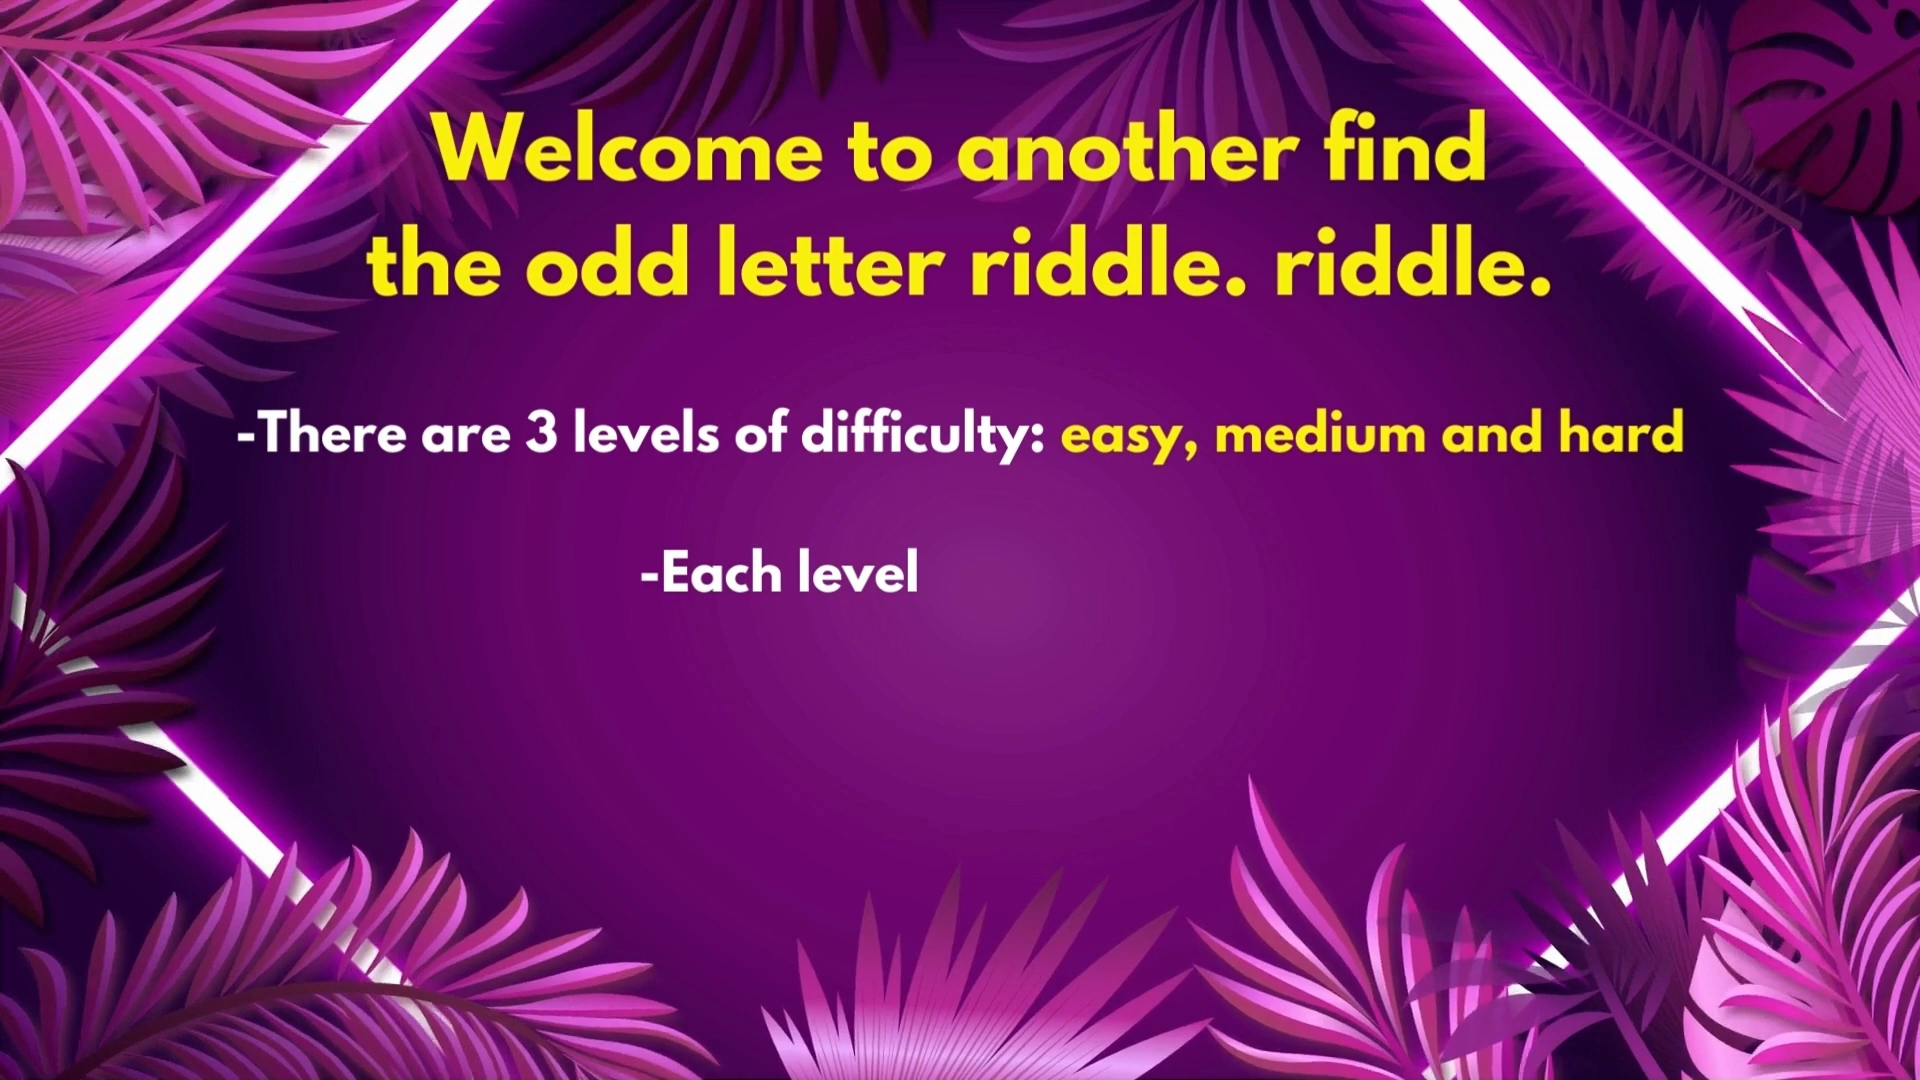 Welcome to another find
the odd letter riddle. riddle.
-There are 3 levels of difficulty: easy, medium and hard
-Each level